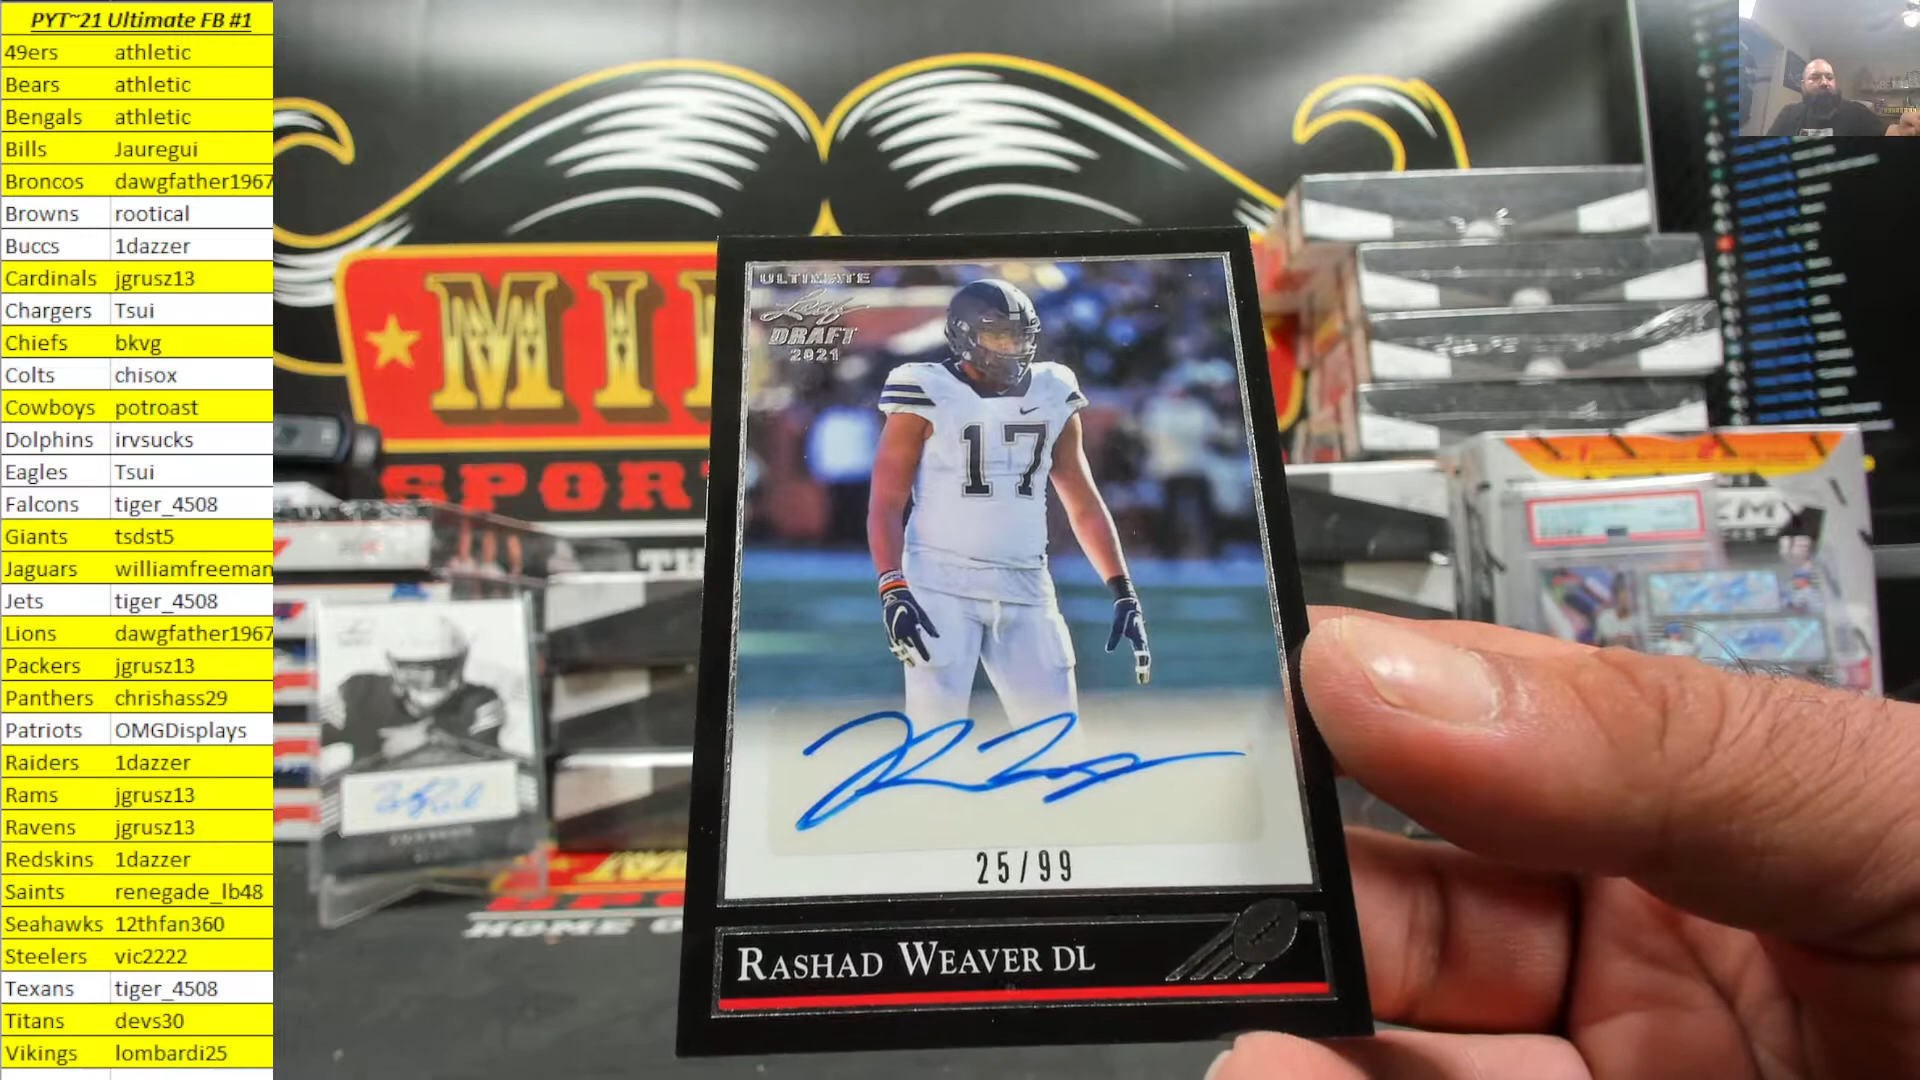 PYT~21 Ultimate FB #1
49ers athletic
Bears athletic
Bengals athletic
Bills Jauregui
Broncos dawgfather1967
Browns rootical
Buccs 1dazzer
Cardinals jgrusz13
Chargers Tsui
Chiefs bkvg
Colts chisox
Cowboys potroast
Dolphins irvsucks
Eagles Tsui
Falcons tiger_4508
Giants tsdst5
Jaguars williamfreeman
Jets tiger_4508
Lions dawgfather1967
Packers jgrusz13
Panthers chrishass29
Patriots OMGDisplays
Raiders 1dazzer
Rams jgrusz13
Ravens jgrusz13
Redskins 1dazzer
Saints renegade_lb48
Seahawks 12thfan360
Steelers vic2222
Texans tiger_4508
Titans devs30
Vikings lombardi25
MI
SPOR
HOME O
ULTIMATE
Leaf
DRAFT
2021
17
25/99
RASHAD WEAVER DL